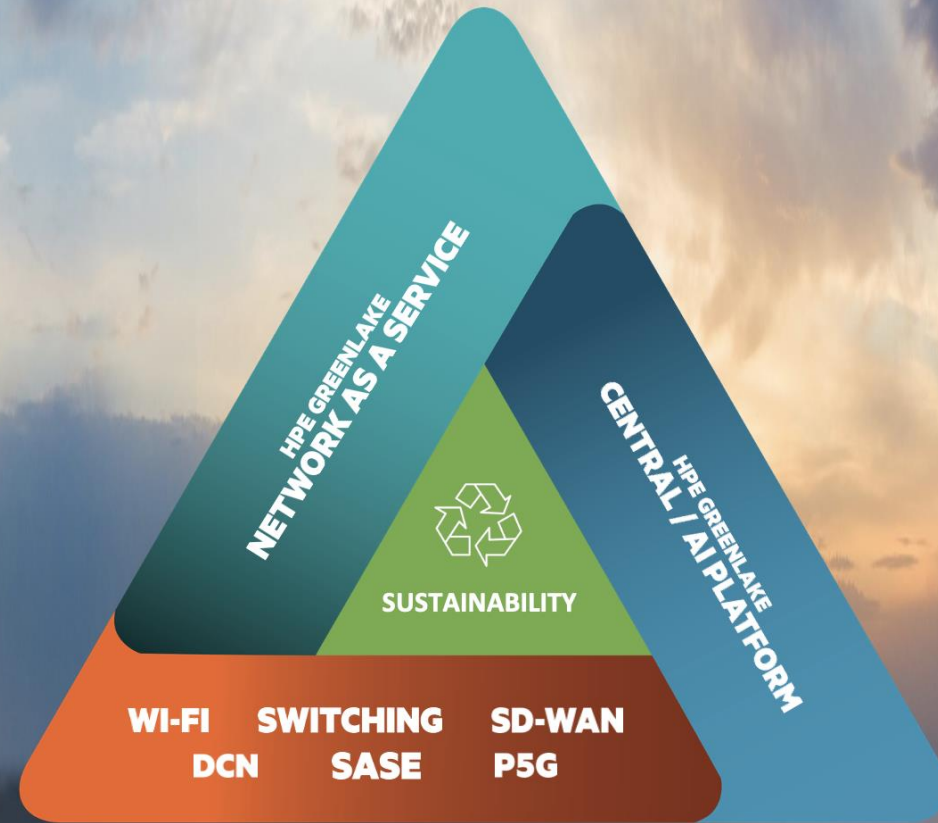 HPE GREENLAKE
NETWORK AS A SERVICE
HPE GREENLAKE
CENTRAL / AI PLATFORM
SUSTAINABILITY
WI-FI SWITCHING SD-WAN
DCN SASE P5G